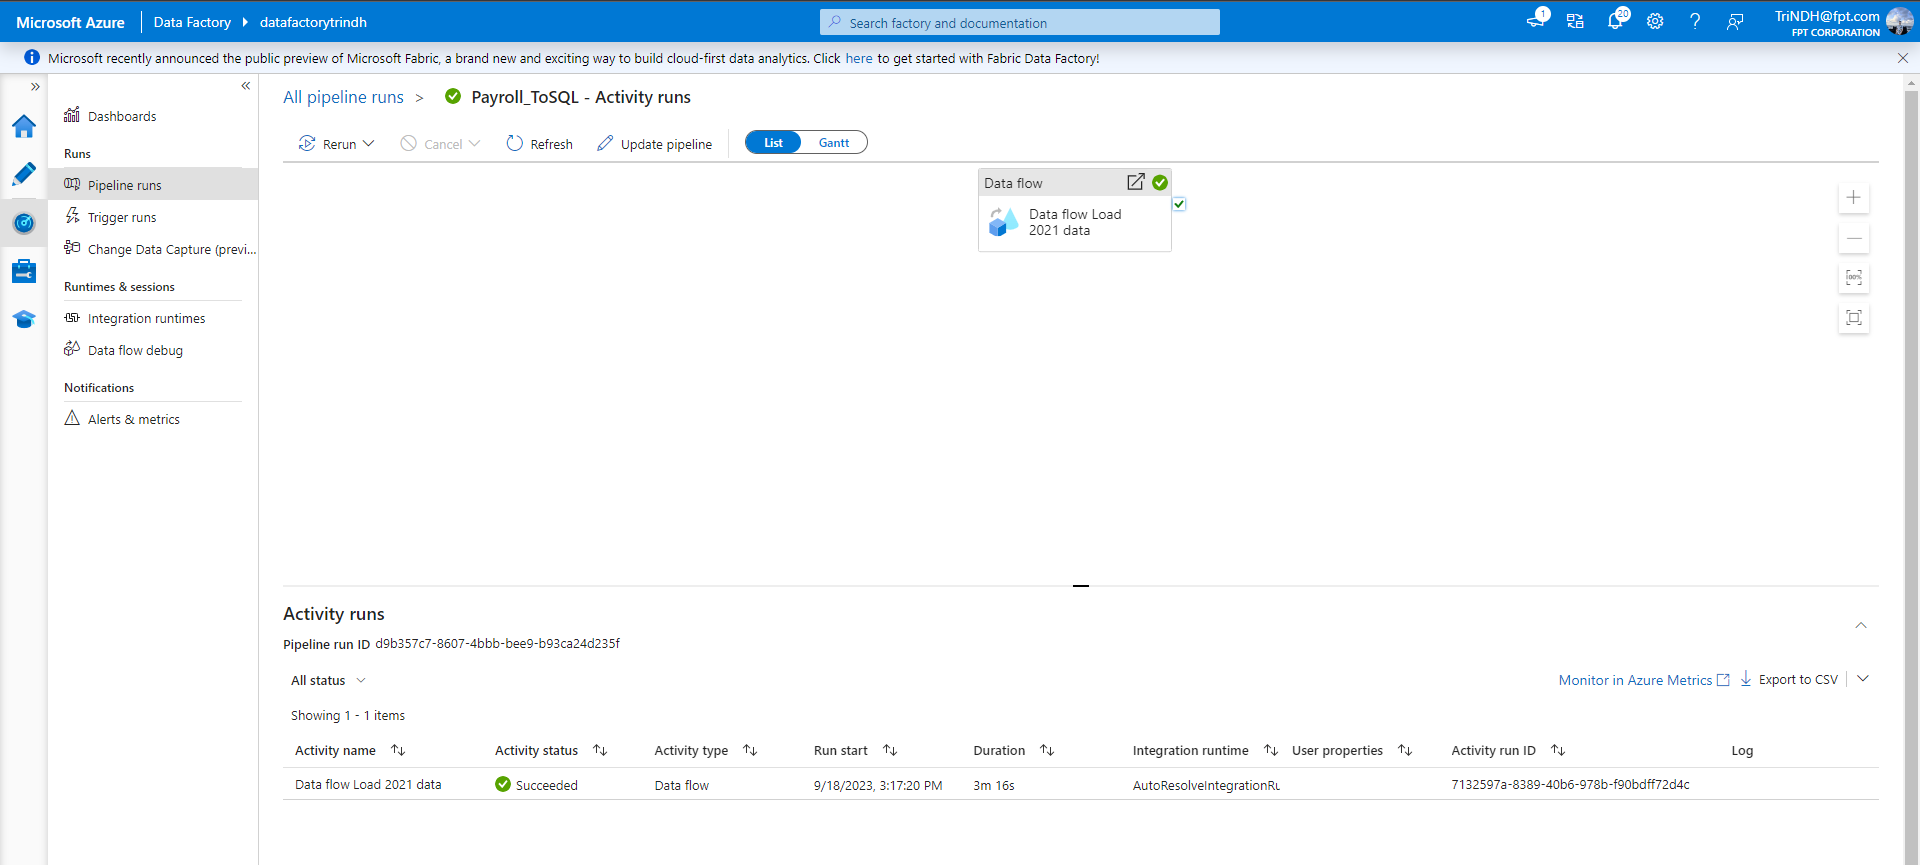 Microsoft Azure
Data Factory
datafactorytrindh
Search factory and documentation
1
20
TriNDH@fpt.com
FPT CORPORATION
Microsoft recently announced the public preview of Microsoft Fabric, a brand new and exciting way to build cloud-first data analytics. Click here to get started with Fabric Data Factory!
Dashboards
Runs
Pipeline runs
Trigger runs
Change Data Capture (previ...
Runtimes & sessions
Integration runtimes
Data flow debug
Notifications
Alerts & metrics
All pipeline runs > Payroll_ToSQL - Activity runs
Rerun
Cancel
Refresh
Update pipeline
List
Gantt
Data flow
Data flow Load
2021 data
100%
Activity runs
Pipeline run ID d9b357c7-8607-4bbb-bee9-b93ca24d235f
All status
Monitor in Azure Metrics
Export to CSV
Showing 1 - 1 items
Activity name Activity status Activity type Run start Duration Integration runtime User properties Activity run ID Log
Data flow Load 2021 data Succeeded Data flow 9/18/2023, 3:17:20 PM 3m 16s AutoResolveIntegrationRu 7132597a-8389-40b6-978b-f90bdff72d4c